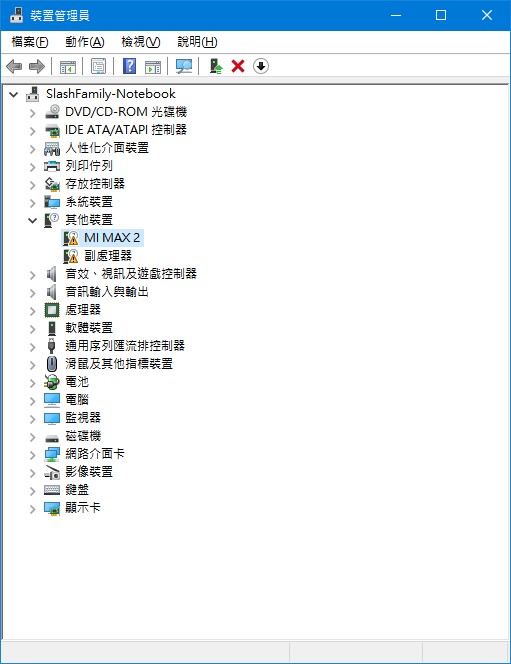 裝置管理員
檔案(F) 動作(A) 檢視(V) 說明(H)
SlashFamily-Notebook
DVD/CD-ROM 光碟機
IDE ATA/ATAPI 控制器
人性化介面裝置
列印佇列
存放控制器
系統裝置
其他裝置
MI MAX 2
副處理器
音效、視訊及遊戲控制器
音訊輸入與輸出
處理器
軟體裝置
通用序列匯流排控制器
滑鼠及其他指標裝置
電池
電腦
監視器
磁碟機
網路介面卡
影像裝置
鍵盤
顯示卡